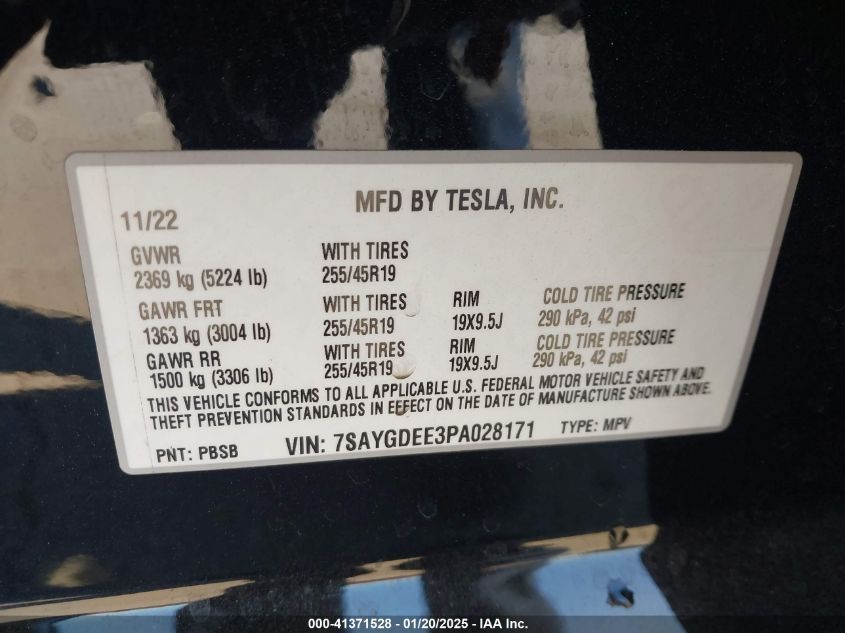 MFD BY TESLA, INC.
11/22
GVWR WITH TIRES
2369 kg (5224 lb) 255/45R19
GAWR FRT WITH TIRES RIM COLD TIRE PRESSURE
1363 kg (3004 lb) 255/45R19 19X9.5J 290 kPa, 42 psi
GAWR RR WITH TIRES RIM COLD TIRE PRESSURE
1500 kg (3306 lb) 255/45R19 19X9.5J 290 kPa, 42 psi
THIS VEHICLE CONFORMS TO ALL APPLICABLE U.S. FEDERAL MOTOR VEHICLE SAFETY AND
THEFT PREVENTION STANDARDS IN EFFECT ON THE DATE OF MANUFACTURE SHOWN ABOVE.
PNT: PBSB VIN: 7SAYGDEE3PA028171 TYPE: MPV
000-41371528 - 01/20/2025 - IAA Inc.